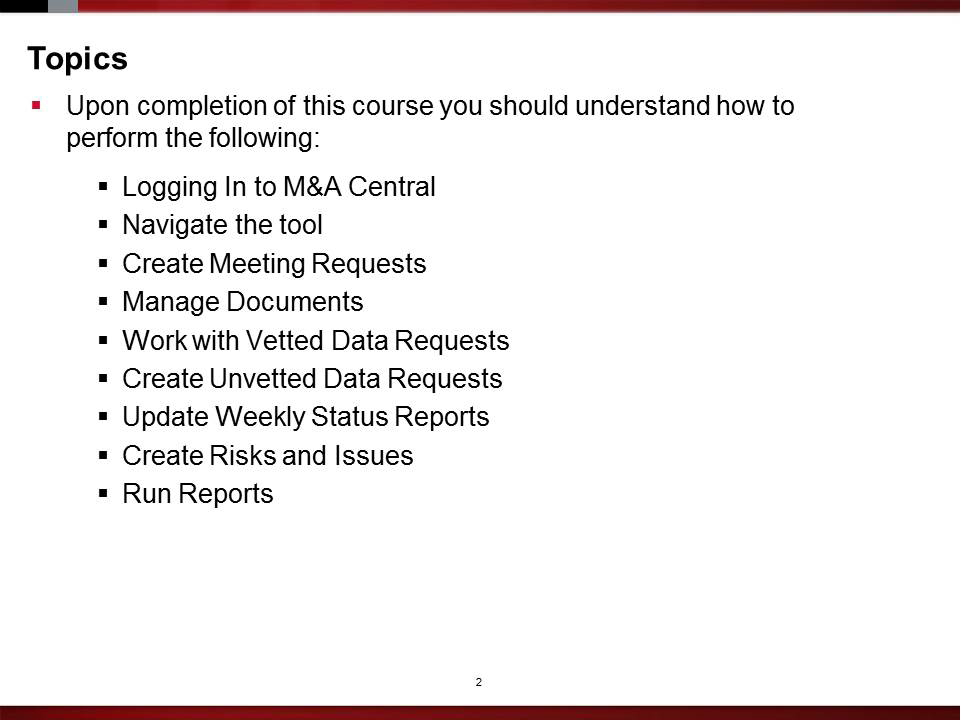 Topics
▪ Upon completion of this course you should understand how to
perform the following:
▪ Logging In to M&A Central
▪ Navigate the tool
▪ Create Meeting Requests
▪ Manage Documents
▪ Work with Vetted Data Requests
▪ Create Unvetted Data Requests
▪ Update Weekly Status Reports
▪ Create Risks and Issues
▪ Run Reports
2